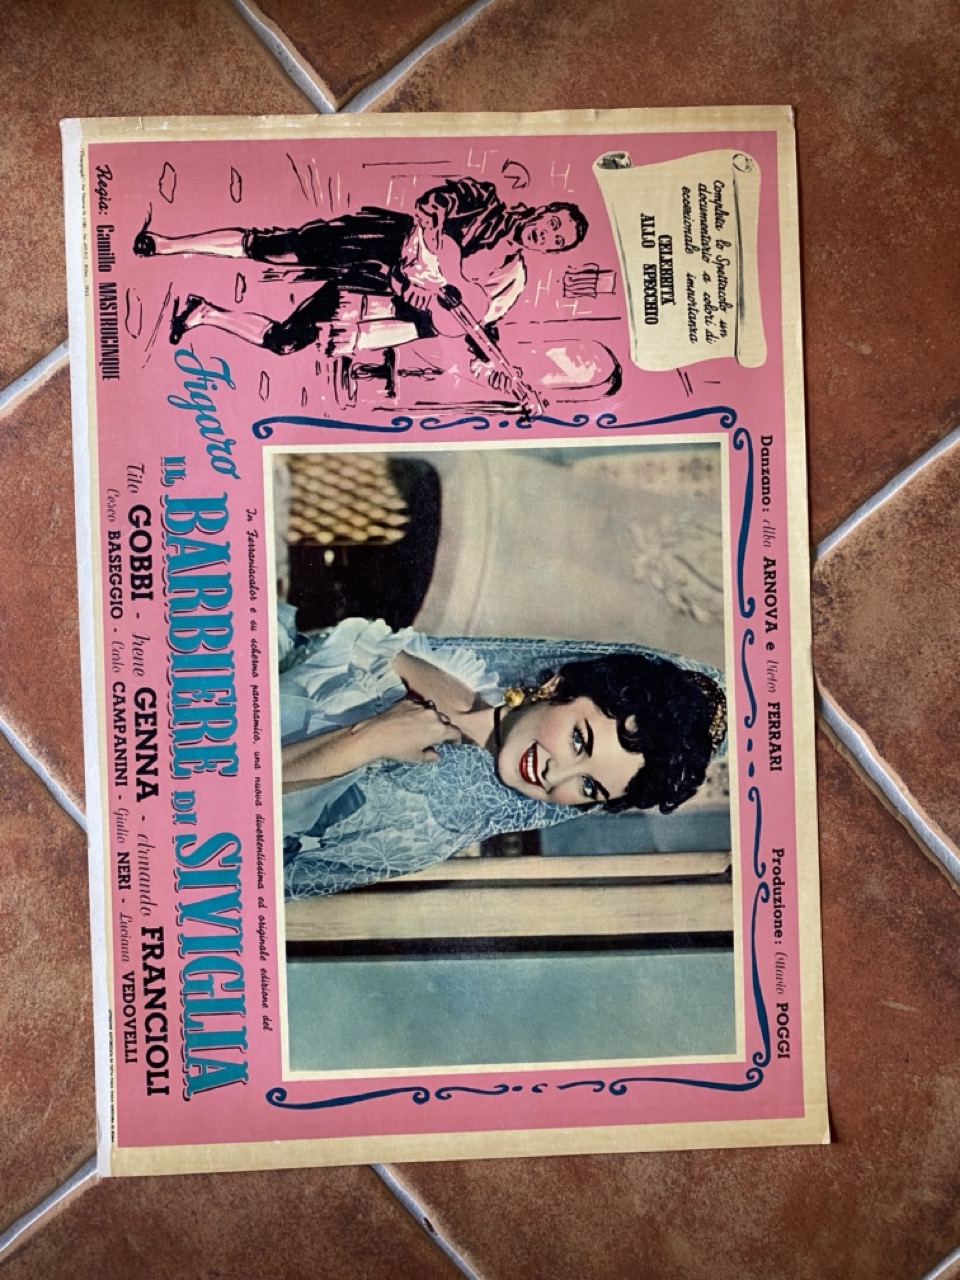 Danzano: Alba ARNOVA e Victor FERRARI
Produzione: Ottavio POGGI
Completa lo Spettacolo un
documentario a colori di
eccezionale importanza
CELEBRITÀ
ALLO SPECCHIO
In Ferraniacolor e su schermo panoramico, una nuova divertentissima ed originale edizione del
Figaro
IL BARBIERE DI SIVIGLIA
Tito GOBBI - Irene GENNA - Armando FRANCIOLI
Cesco BASEGGIO - Carlo CAMPANINI - Giulio NERI - Luciana VEDOVELLI
Regìa: Camillo MASTROCINQUE